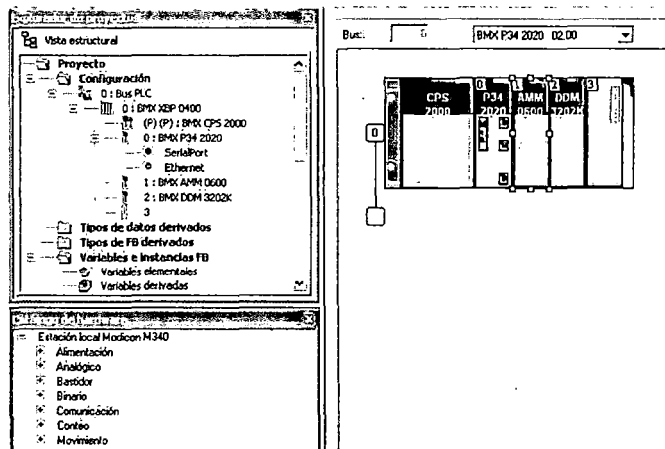 Vista estructural
Proyecto
Configuración
0 : Bus PLC
0 : BMX XBP 0400
(P) (P) : BMX CPS 2000
0 : BMX P34 2020
SerialPort
Ethernet
1 : BMX AMM 0600
2 : BMX DDM 3202K
3
Tipos de datos derivados
Tipos de FB derivados
Variables e instancias FB
Variables elementales
Variables derivadas
Estación local Modicon M340
Alimentación
Analógico
Bastidor
Binario
Comunicación
Conteo
Movimiento
Bus: 0 BMX P34 2020 02.00
0 1 2 3
CPS P34 AMM DDM
2000 2020 0600 3202K
0